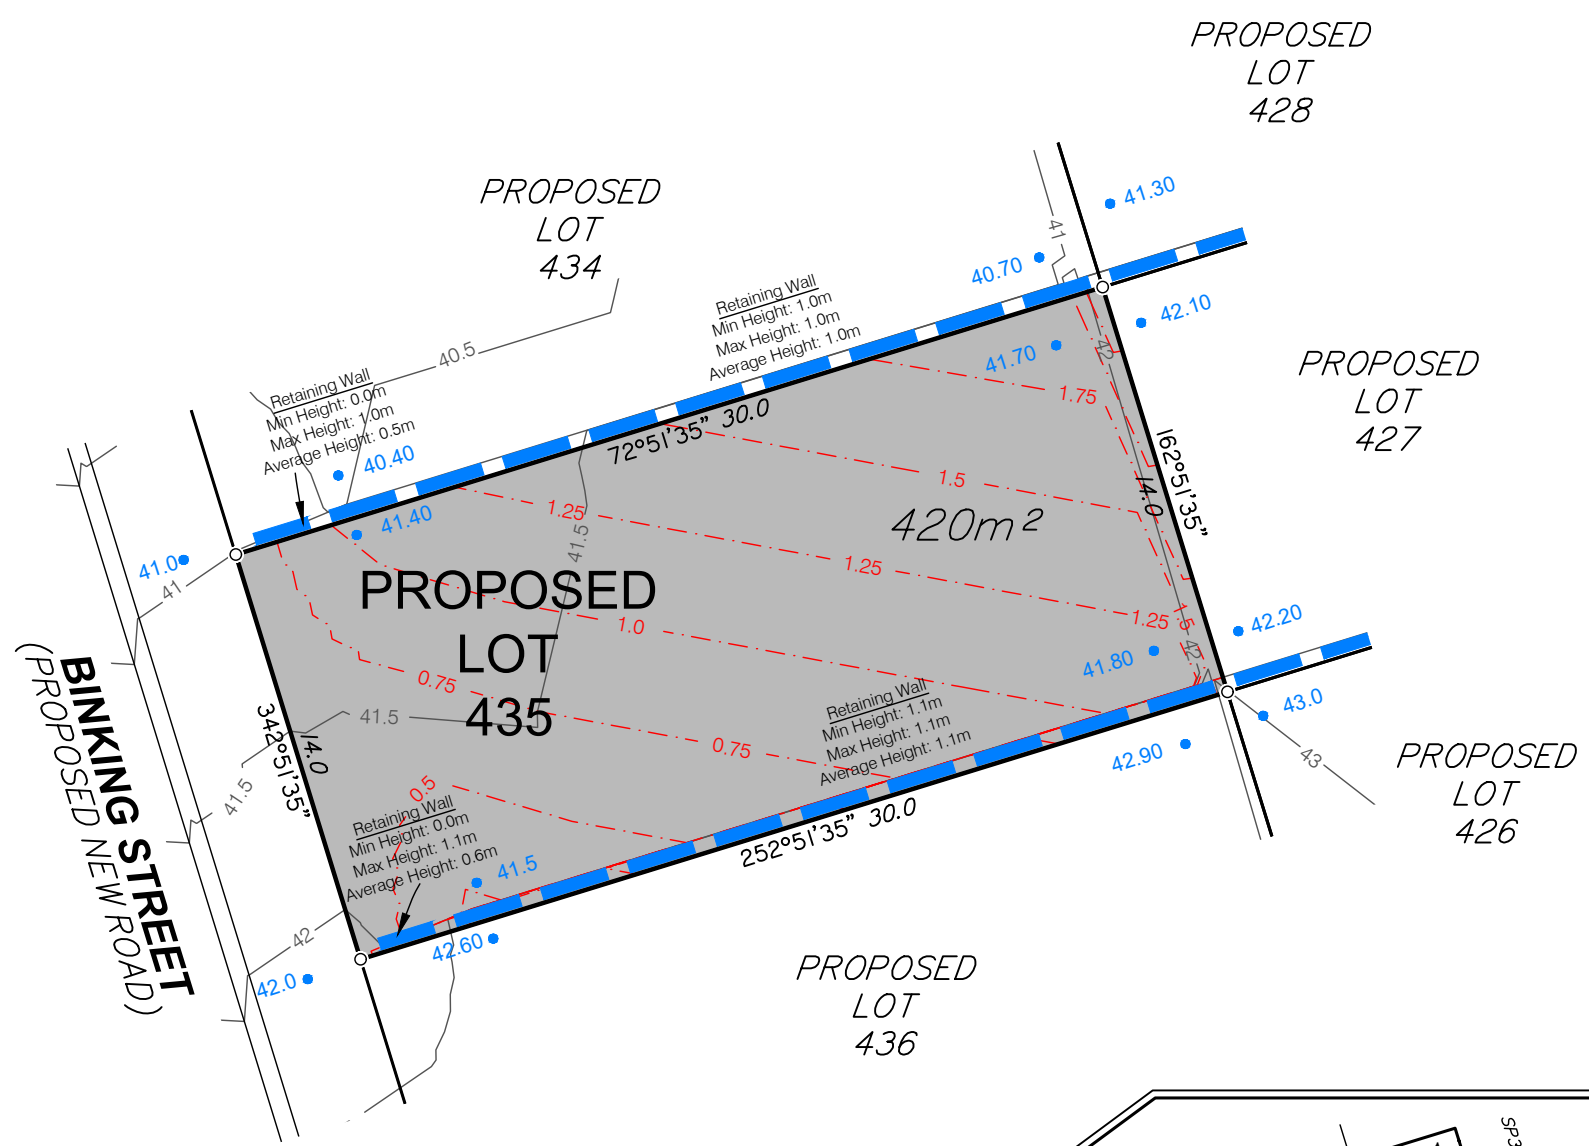 PROPOSED
LOT
428
PROPOSED
LOT
434
41
41.30
40.70
42.10
Retaining Wall
Min Height: 1.0m
Max Height: 1.0m
Average Height: 1.0m
40.5
Retaining Wall
Min Height: 0.0m
Max Height: 1.0m
Average Height: 0.5m
40.40
41.70
42
1.75
PROPOSED
LOT
427
72°51'35" 30.0
162°51'35"
14.0
1.5
1.25
41.40
41.5
420m²
41.0
41
1.25
PROPOSED
LOT
435
1.0
1.25
1.5
42
42.20
41.80
0.75
41.5
BINKING STREET
(PROPOSED NEW ROAD)
342°51'35"
14.0
41.5
0.75
Retaining Wall
Min Height: 1.1m
Max Height: 1.1m
Average Height: 1.1m
43.0
42.90
43
PROPOSED
LOT
426
0.5
Retaining Wall
Min Height: 0.0m
Max Height: 1.1m
Average Height: 0.6m
41.5
252°51'35" 30.0
42
42.0
42.60
PROPOSED
LOT
436
SP3